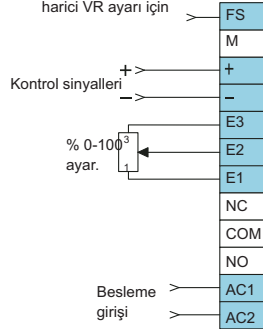 harici VR ayarı için
FS
M
+ +
Kontrol sinyalleri
− −
E3
% 0-100 3
E2
ayar. 1
E1
NC
COM
NO
Besleme AC1
girişi AC2